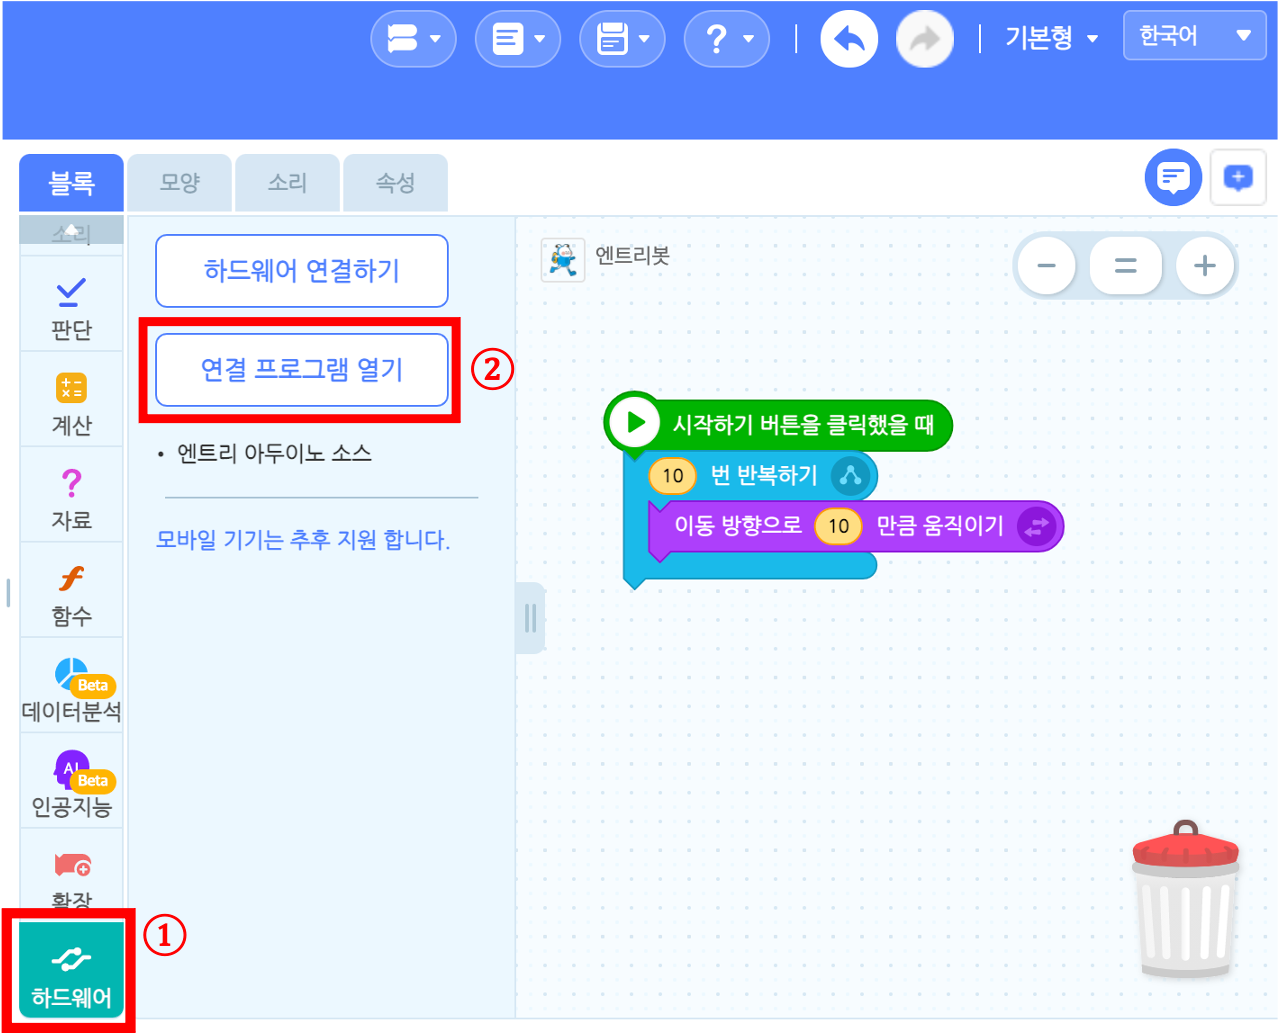 기본형
한국어
블록
모양
소리
속성
소리
판단
계산
자료
함수
Beta
데이터분석
AI
Beta
인공지능
확장
하드웨어
①
하드웨어 연결하기
연결 프로그램 열기
②
• 엔트리 아두이노 소스
모바일 기기는 추후 지원 합니다.
엔트리봇
시작하기 버튼을 클릭했을 때
10 번 반복하기
이동 방향으로 10 만큼 움직이기